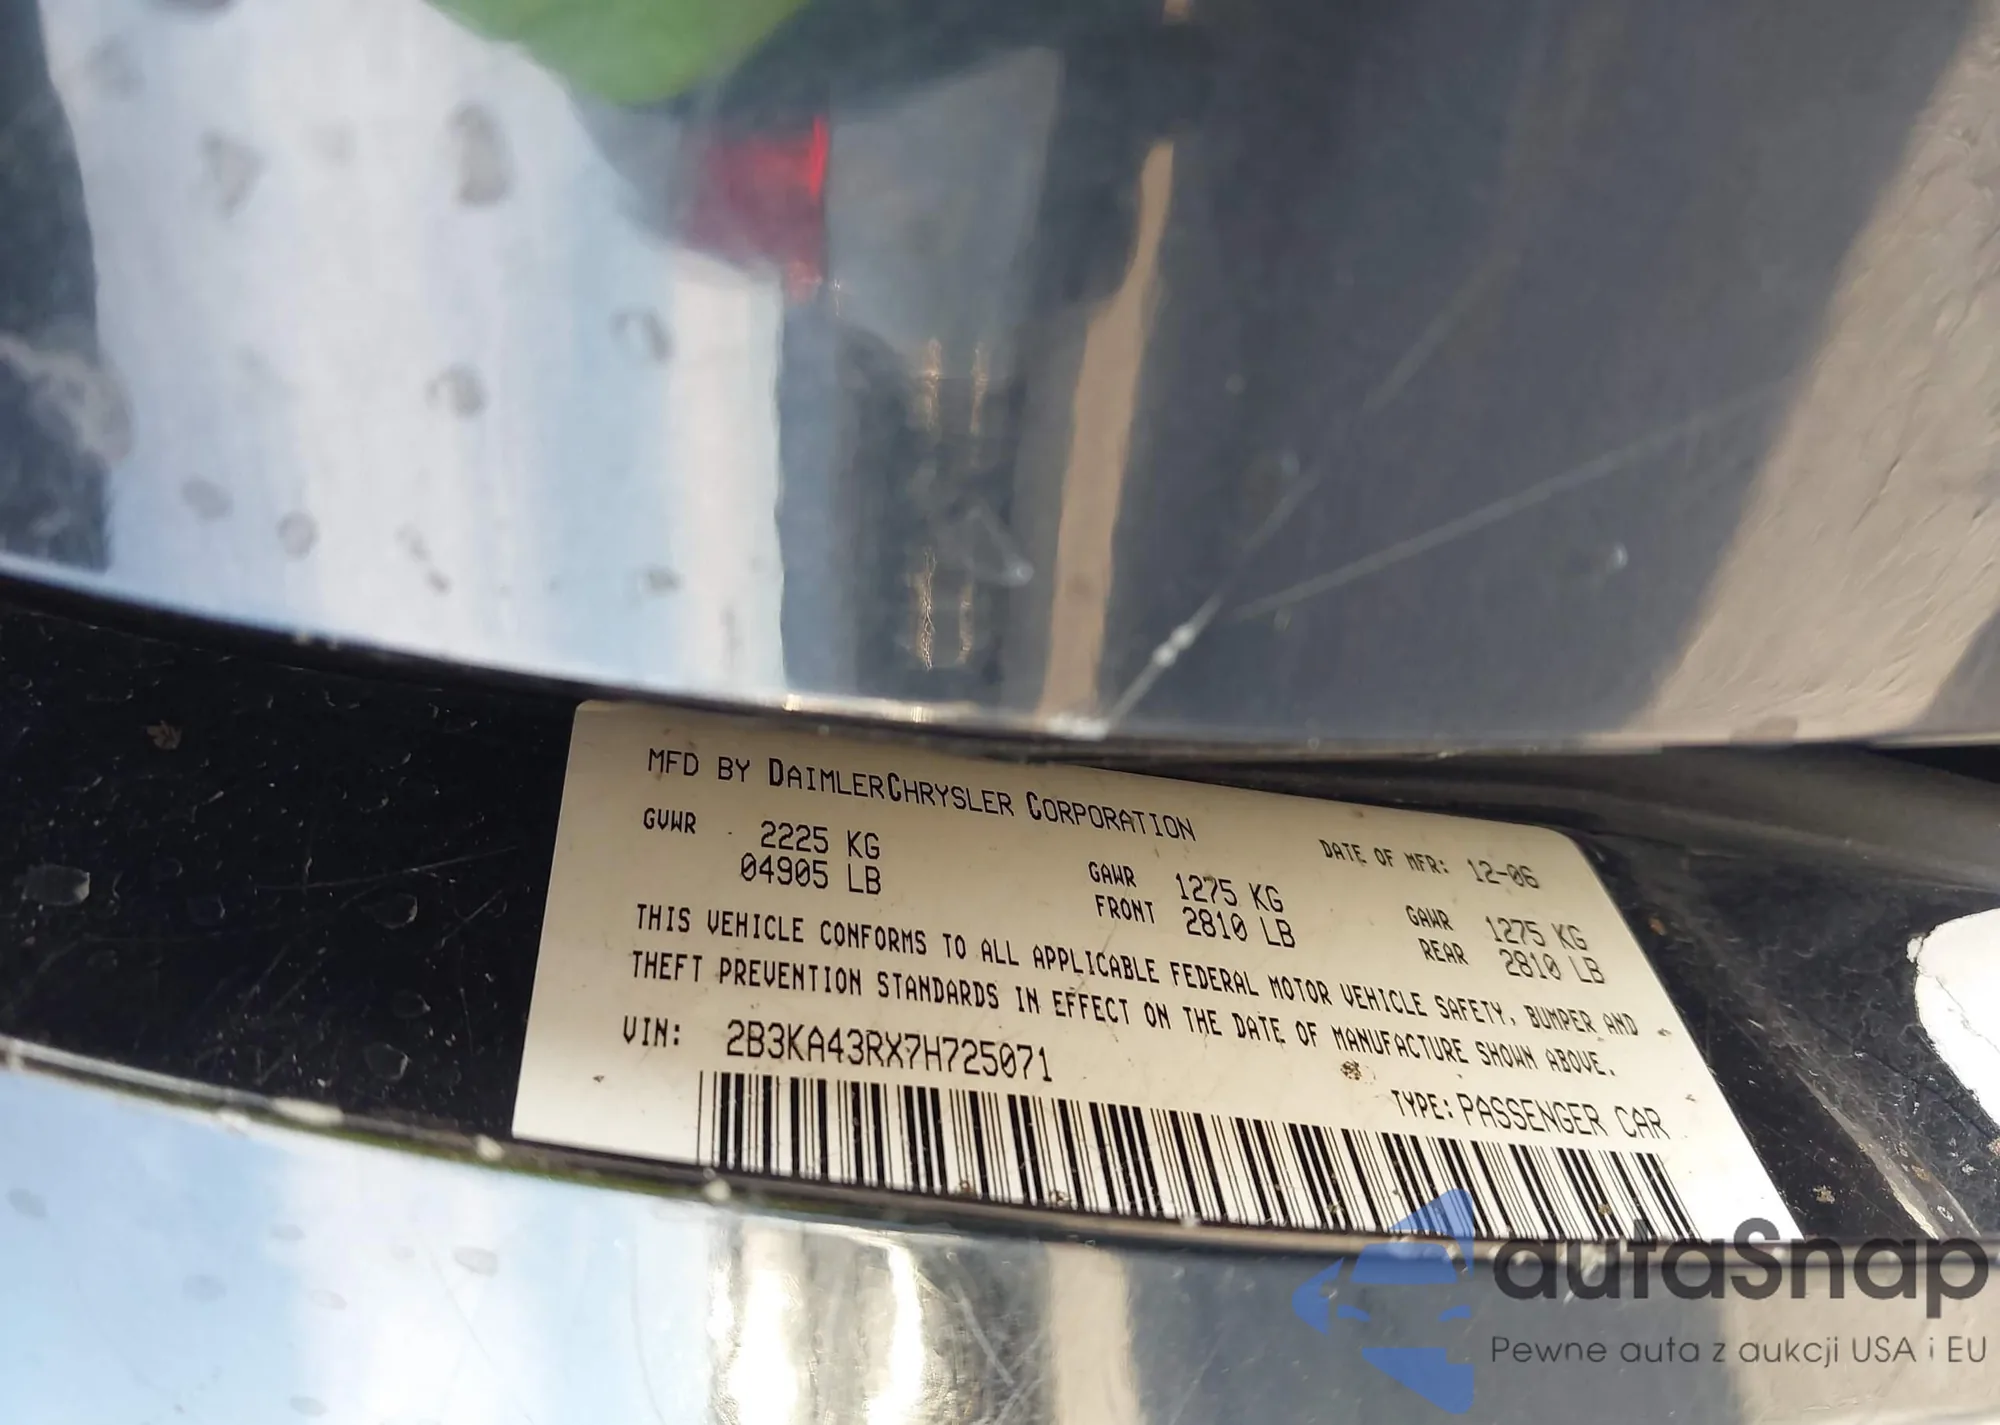 MFD BY DAIMLERCHRYSLER CORPORATION
DATE OF MFR: 12-06
GVWR 2225 KG
04905 LB
GAWR 1275 KG
FRONT 2810 LB
GAWR 1275 KG
REAR 2810 LB
THIS VEHICLE CONFORMS TO ALL APPLICABLE FEDERAL MOTOR VEHICLE SAFETY, BUMPER AND
THEFT PREVENTION STANDARDS IN EFFECT ON THE DATE OF MANUFACTURE SHOWN ABOVE.
VIN: 2B3KA43RX7H725071
TYPE: PASSENGER CAR
autaSnap
Pewne auta z aukcji USA i EU